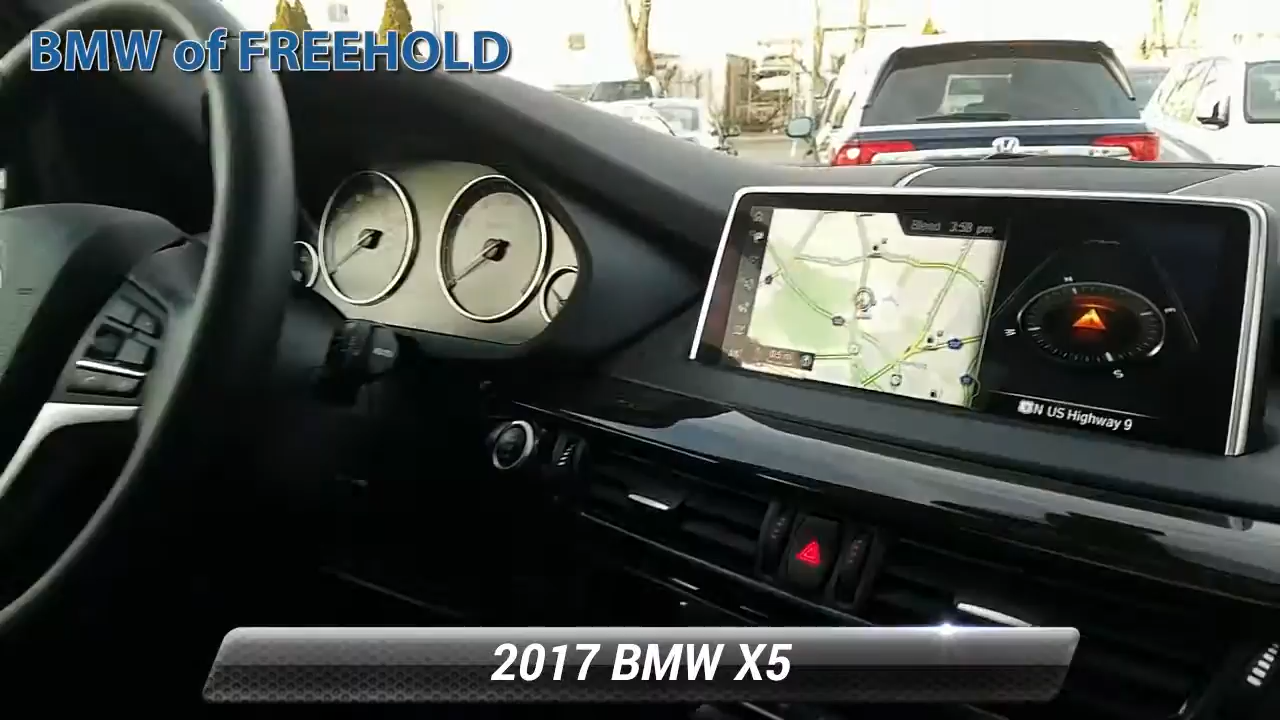 BMW of FREEHOLD
3:58 pm
N
E
W
S
N US Highway 9
2017 BMW X5